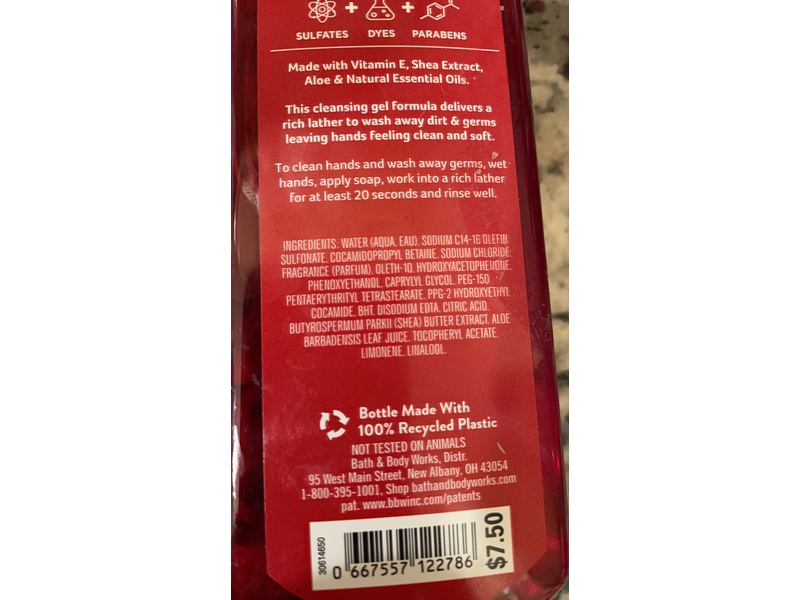 SULFATES + DYES + PARABENS
Made with Vitamin E, Shea Extract,
Aloe & Natural Essential Oils.
This cleansing gel formula delivers a
rich lather to wash away dirt & germs
leaving hands feeling clean and soft.
To clean hands and wash away germs, wet
hands, apply soap, work into a rich lather
for at least 20 seconds and rinse well.
INGREDIENTS: WATER (AQUA, EAU), SODIUM C14-16 OLEFIN
SULFONATE, COCAMIDOPROPYL BETAINE, SODIUM CHLORIDE,
FRAGRANCE (PARFUM), OLETH-10, HYDROXYACETOPHENONE,
PHENOXYETHANOL, CAPRYLYL GLYCOL, PEG-150
PENTAERYTHRITYL TETRASTEARATE, PPG-2 HYDROXYETHYL
COCAMIDE, BHT, DISODIUM EDTA, CITRIC ACID,
BUTYROSPERMUM PARKII (SHEA) BUTTER EXTRACT, ALOE
BARBADENSIS LEAF JUICE, TOCOPHERYL ACETATE,
LIMONENE, LINALOOL.
Bottle Made With
100% Recycled Plastic
NOT TESTED ON ANIMALS
Bath & Body Works, Distr.
95 West Main Street, New Albany, OH 43054
1-800-395-1001, Shop bathandbodyworks.com
pat. www.bbwinc.com/patents
30614650
0 667557 122786
$7.50